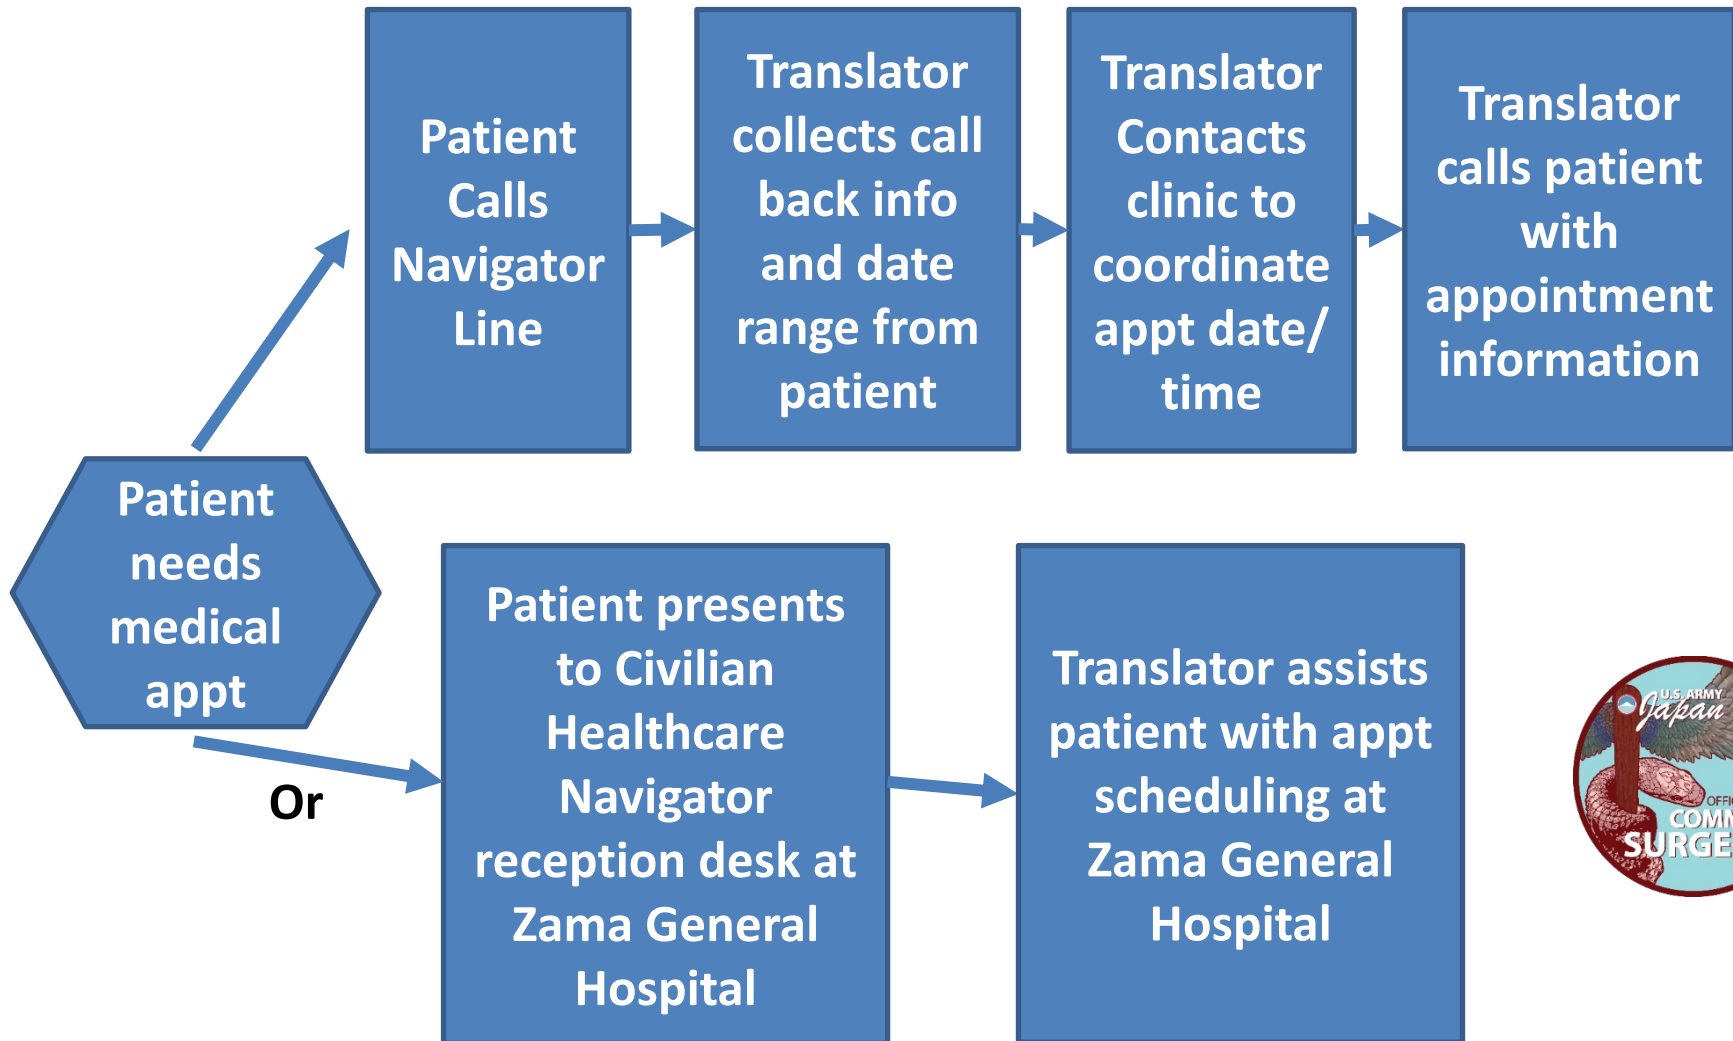 Patient
Calls
Navigator
Line
Translator
collects call
back info
and date
range from
patient
Translator
Contacts
clinic to
coordinate
appt date/
time
Translator
calls patient
with
appointment
information
Patient
needs
medical
appt
Or
Patient presents
to Civilian
Healthcare
Navigator
reception desk at
Zama General
Hospital
Translator assists
patient with appt
scheduling at
Zama General
Hospital
U.S. ARMY
Japan